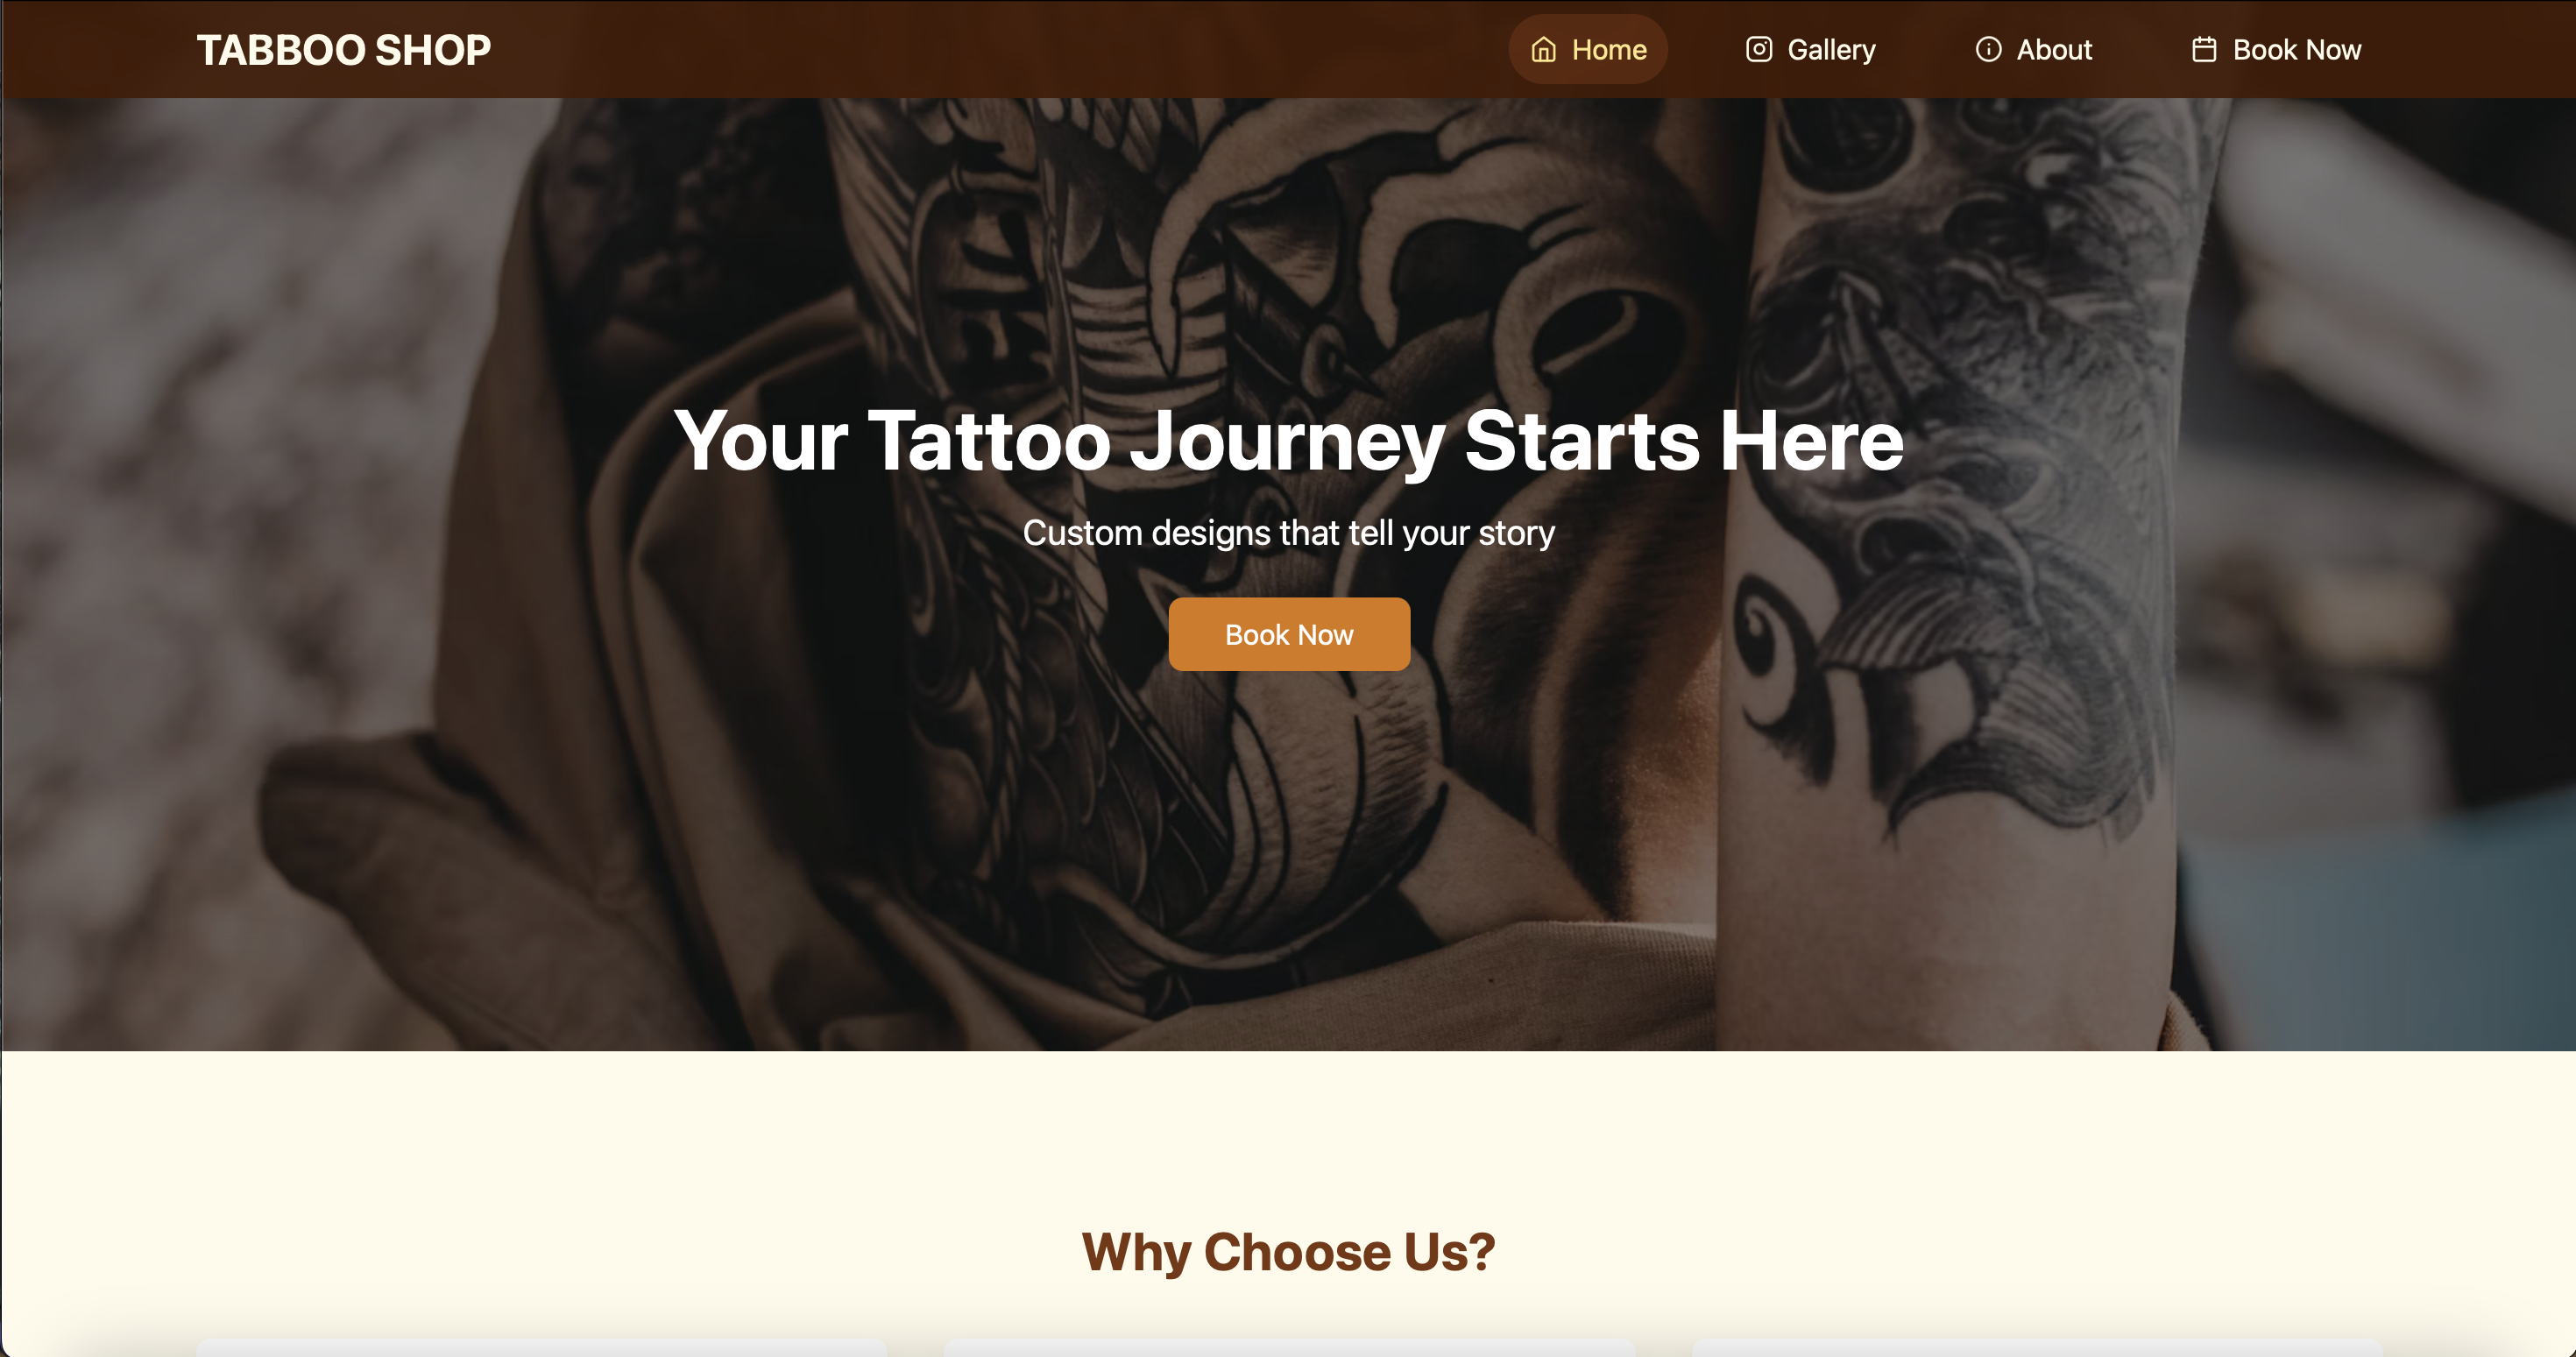 TABBOO SHOP
Home
Gallery
About
Book Now
Your Tattoo Journey Starts Here
Custom designs that tell your story
Book Now
Why Choose Us?